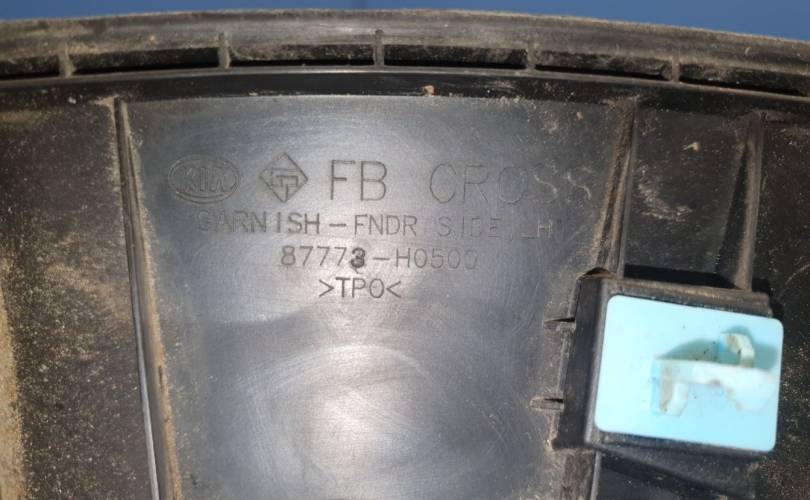 KIA FB CROSS
GARNISH-FNDR SIDE LH
87773-H0500
>TPO<